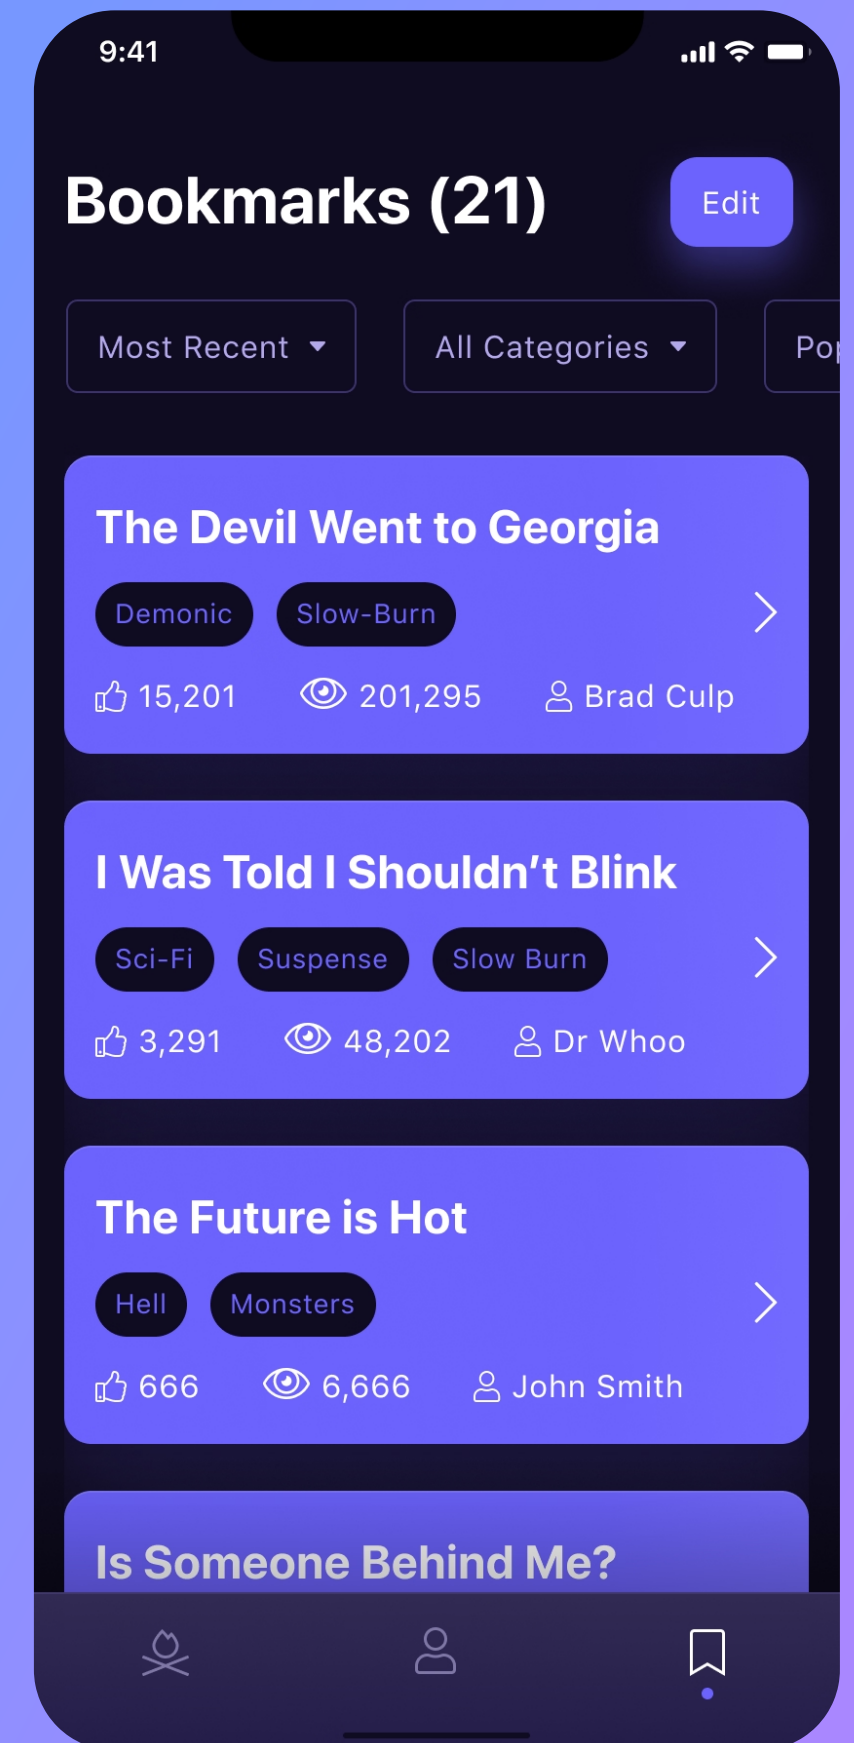 9:41
Bookmarks (21)
Edit
Most Recent
All Categories
Pop
The Devil Went to Georgia
Demonic
Slow-Burn
15,201
201,295
Brad Culp
I Was Told I Shouldn’t Blink
Sci-Fi
Suspense
Slow Burn
3,291
48,202
Dr Whoo
The Future is Hot
Hell
Monsters
666
6,666
John Smith
Is Someone Behind Me?